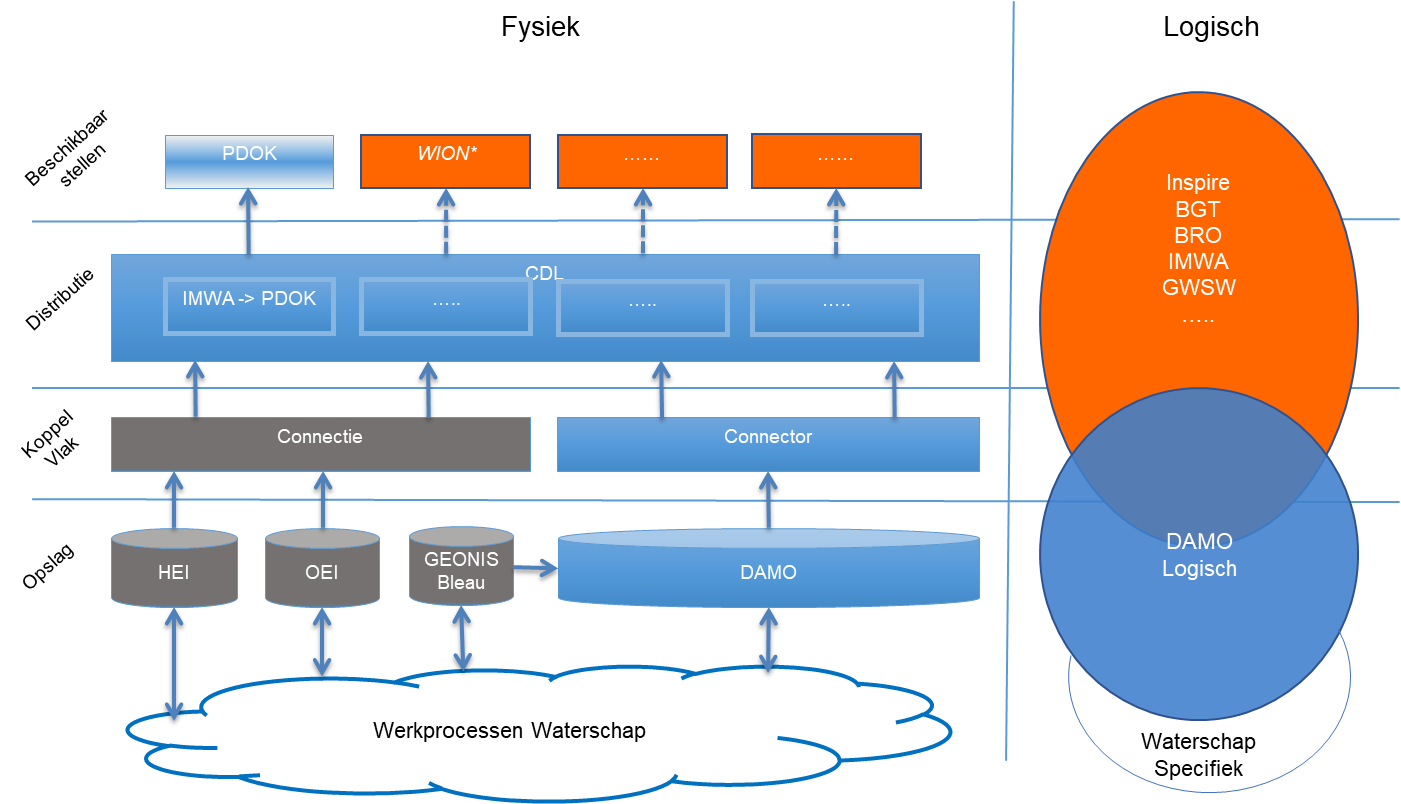 Fysiek
Logisch
Beschikbaar
stellen
PDOK
WION*
……
……
Distributie
CDL
IMWA -> PDOK
…..
…..
…..
Koppel
Vlak
Connectie
Connector
Opslag
HEI
OEI
GEONIS
Bleau
DAMO
Werkprocessen Waterschap
Inspire
BGT
BRO
IMWA
GWSW
…..
DAMO
Logisch
Waterschap
Specifiek